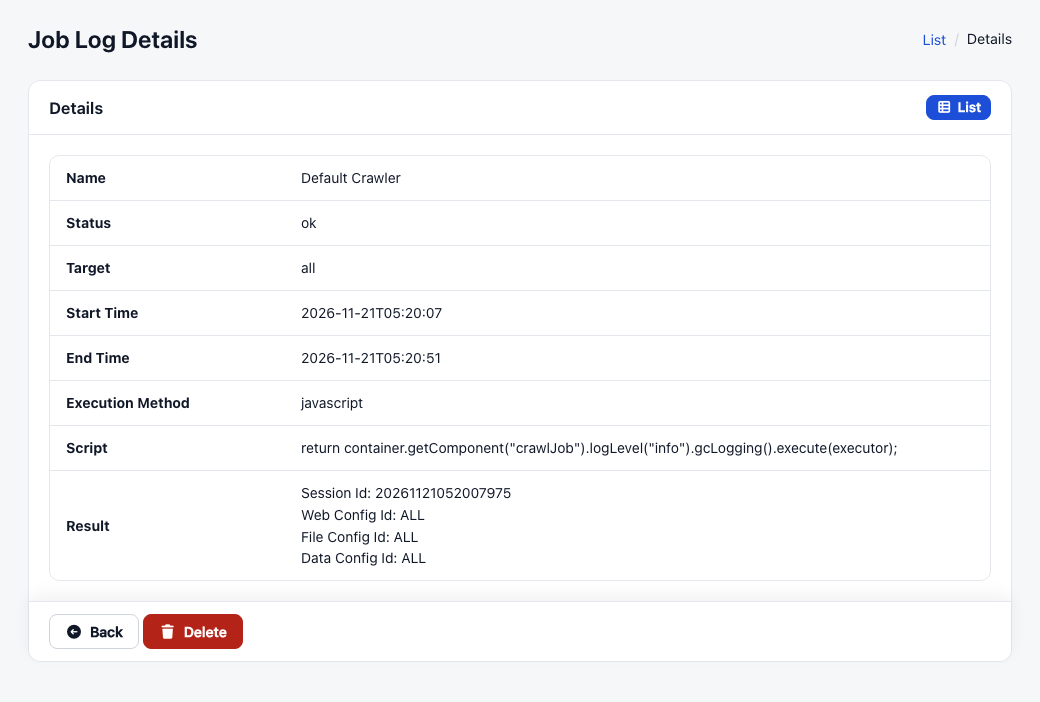 Job Log Details
List / Details
Details
List
Name Default Crawler
Status ok
Target all
Start Time 2026-11-21T05:20:07
End Time 2026-11-21T05:20:51
Execution Method javascript
Script return container.getComponent("crawlJob").logLevel("info").gcLogging().execute(executor);
Result
Session Id: 20261121052007975
Web Config Id: ALL
File Config Id: ALL
Data Config Id: ALL
Back Delete